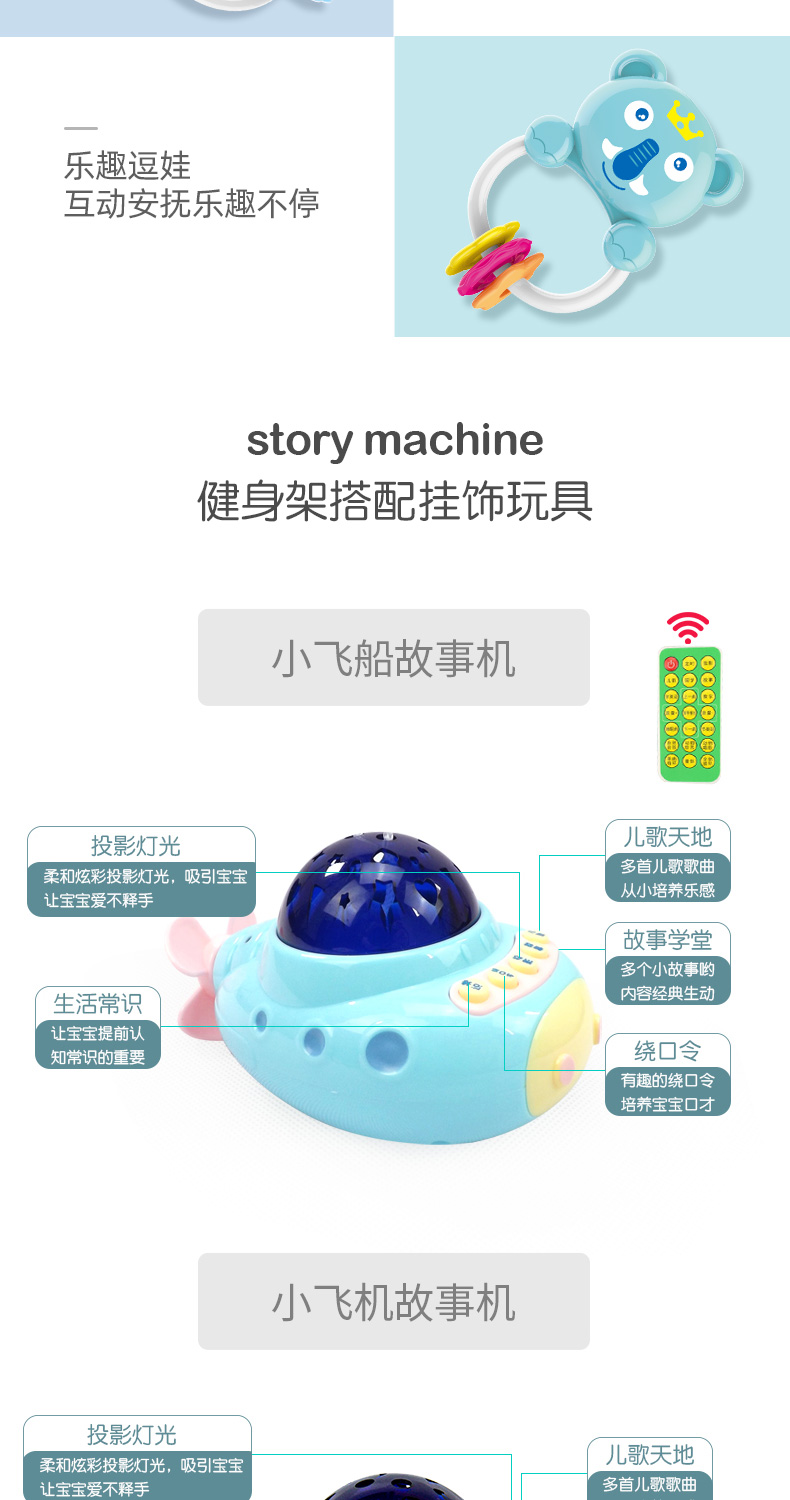 乐趣逗娃
互动安抚乐趣不停
story machine
健身架搭配挂饰玩具
小飞船故事机
投影灯光
柔和炫彩投影灯光，吸引宝宝
让宝宝爱不释手
儿歌天地
多首儿歌歌曲
从小培养乐感
故事学堂
多个小故事哟
内容经典生动
生活常识
让宝宝提前认
知常识的重要
绕口令
有趣的绕口令
培养宝宝口才
小飞机故事机
投影灯光
柔和炫彩投影灯光，吸引宝宝
让宝宝爱不释手
儿歌天地
多首儿歌歌曲